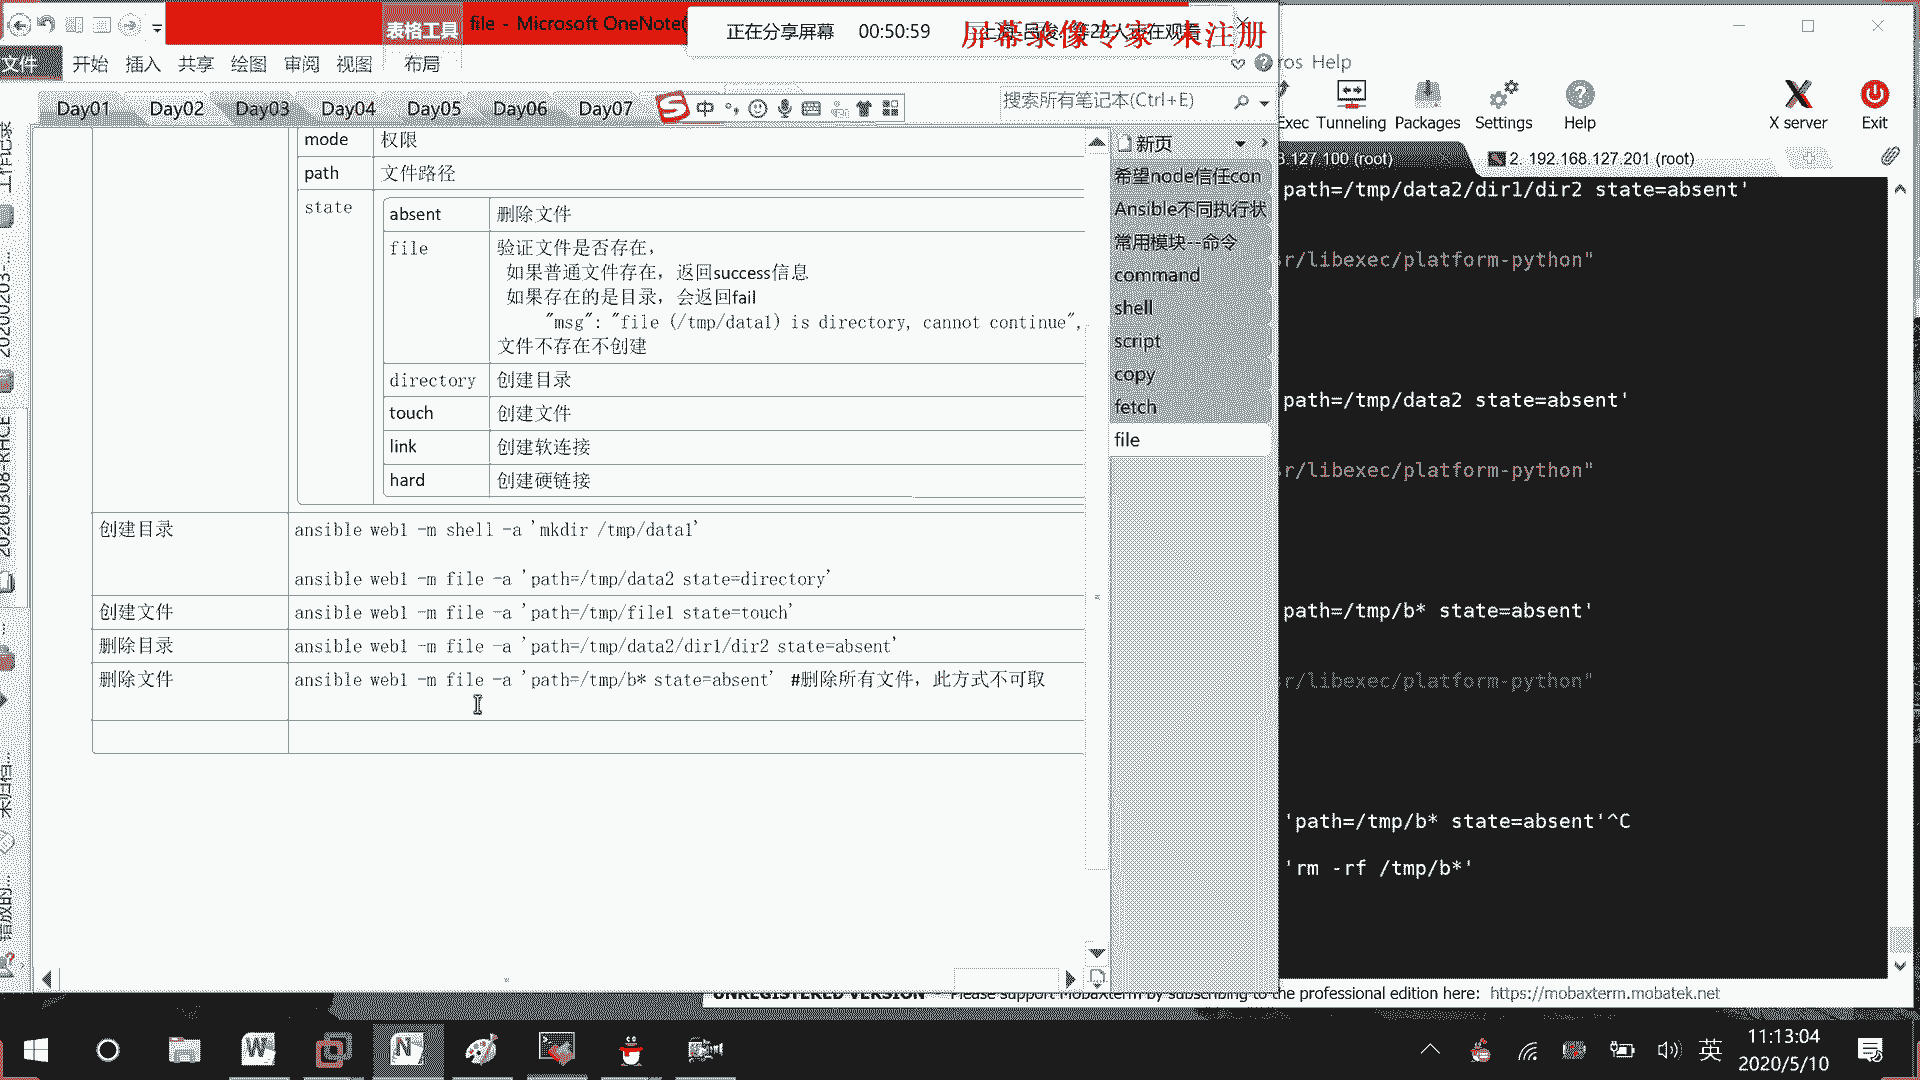 file - Microsoft OneNote(
表格工具
正在分享屏幕 00:50:59
屏幕录像专家 未注册
文件 开始 插入 共享 绘图 审阅 视图 布局
Day01 Day02 Day03 Day04 Day05 Day06 Day07
中
搜索所有笔记本(Ctrl+E)
新页
希望node信任con
Ansible不同执行状
常用模块--命令
command
shell
script
copy
fetch
file
mode 权限
path 文件路径
state
absent 删除文件
file 验证文件是否存在，
如果普通文件存在，返回success信息
如果存在的是目录，会返回fail
"msg": "file (/tmp/data1) is directory, cannot continue",
文件不存在不创建
directory 创建目录
touch 创建文件
link 创建软连接
hard 创建硬链接
创建目录 ansible web1 -m shell -a 'mkdir /tmp/data1'
ansible web1 -m file -a 'path=/tmp/data2 state=directory'
创建文件 ansible web1 -m file -a 'path=/tmp/file1 state=touch'
删除目录 ansible web1 -m file -a 'path=/tmp/data2/dir1/dir2 state=absent'
删除文件 ansible web1 -m file -a 'path=/tmp/b* state=absent' #删除所有文件，此方式不可取
ros Help
Exec Tunneling Packages Settings Help X server Exit
3.127.100 (root) 2. 192.168.127.201 (root)
path=/tmp/data2/dir1/dir2 state=absent'
r/libexec/platform-python"
path=/tmp/data2 state=absent'
r/libexec/platform-python"
path=/tmp/b* state=absent'
r/libexec/platform-python"
'path=/tmp/b* state=absent'^C
'rm -rf /tmp/b*'
UNREGISTERED VERSION - Please support MobaXterm by subscribing to the professional edition here: https://mobaxterm.mobatek.net
英
11:13:04
2020/5/10